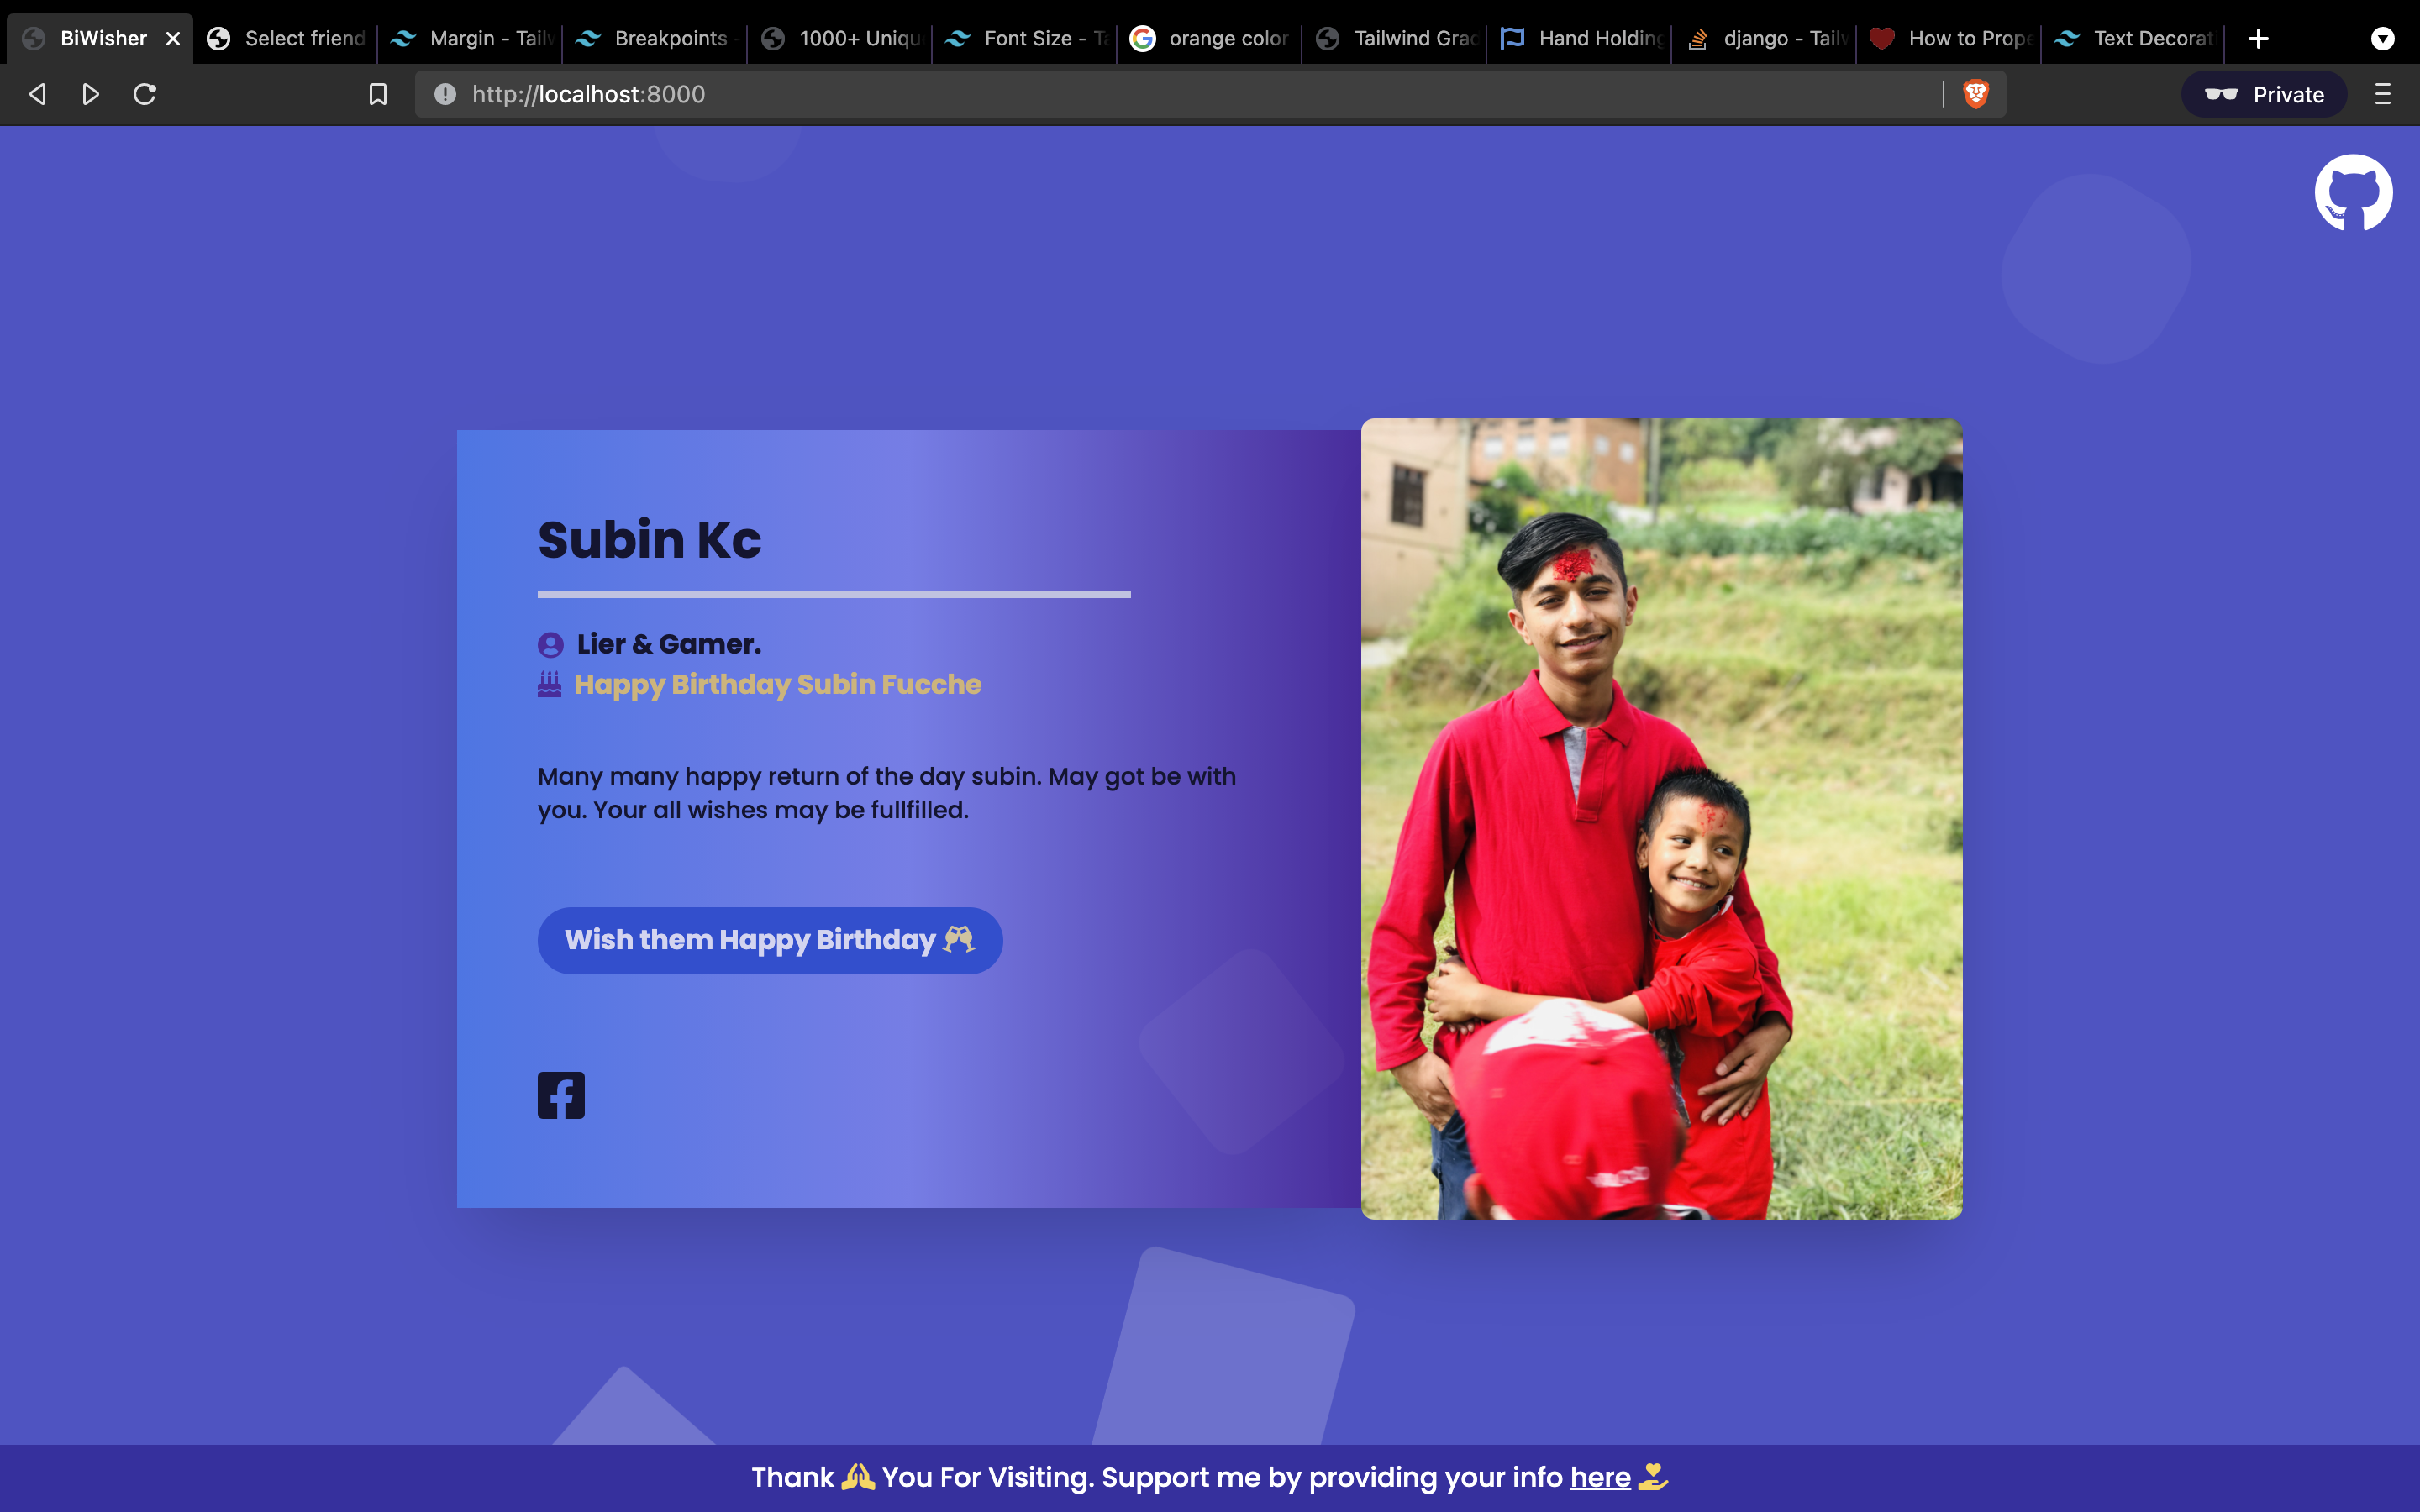 BiWisher
Select friend
Margin - Tailw
Breakpoints -
1000+ Uniqu
Font Size - Ta
orange color
Tailwind Grad
Hand Holding
django - Tailw
How to Prope
Text Decorat
http://localhost:8000
Private
Subin Kc
Lier & Gamer.
Happy Birthday Subin Fucche
Many many happy return of the day subin. May got be with
you. Your all wishes may be fullfilled.
Wish them Happy Birthday 🥂
Thank 🙏 You For Visiting. Support me by providing your info here